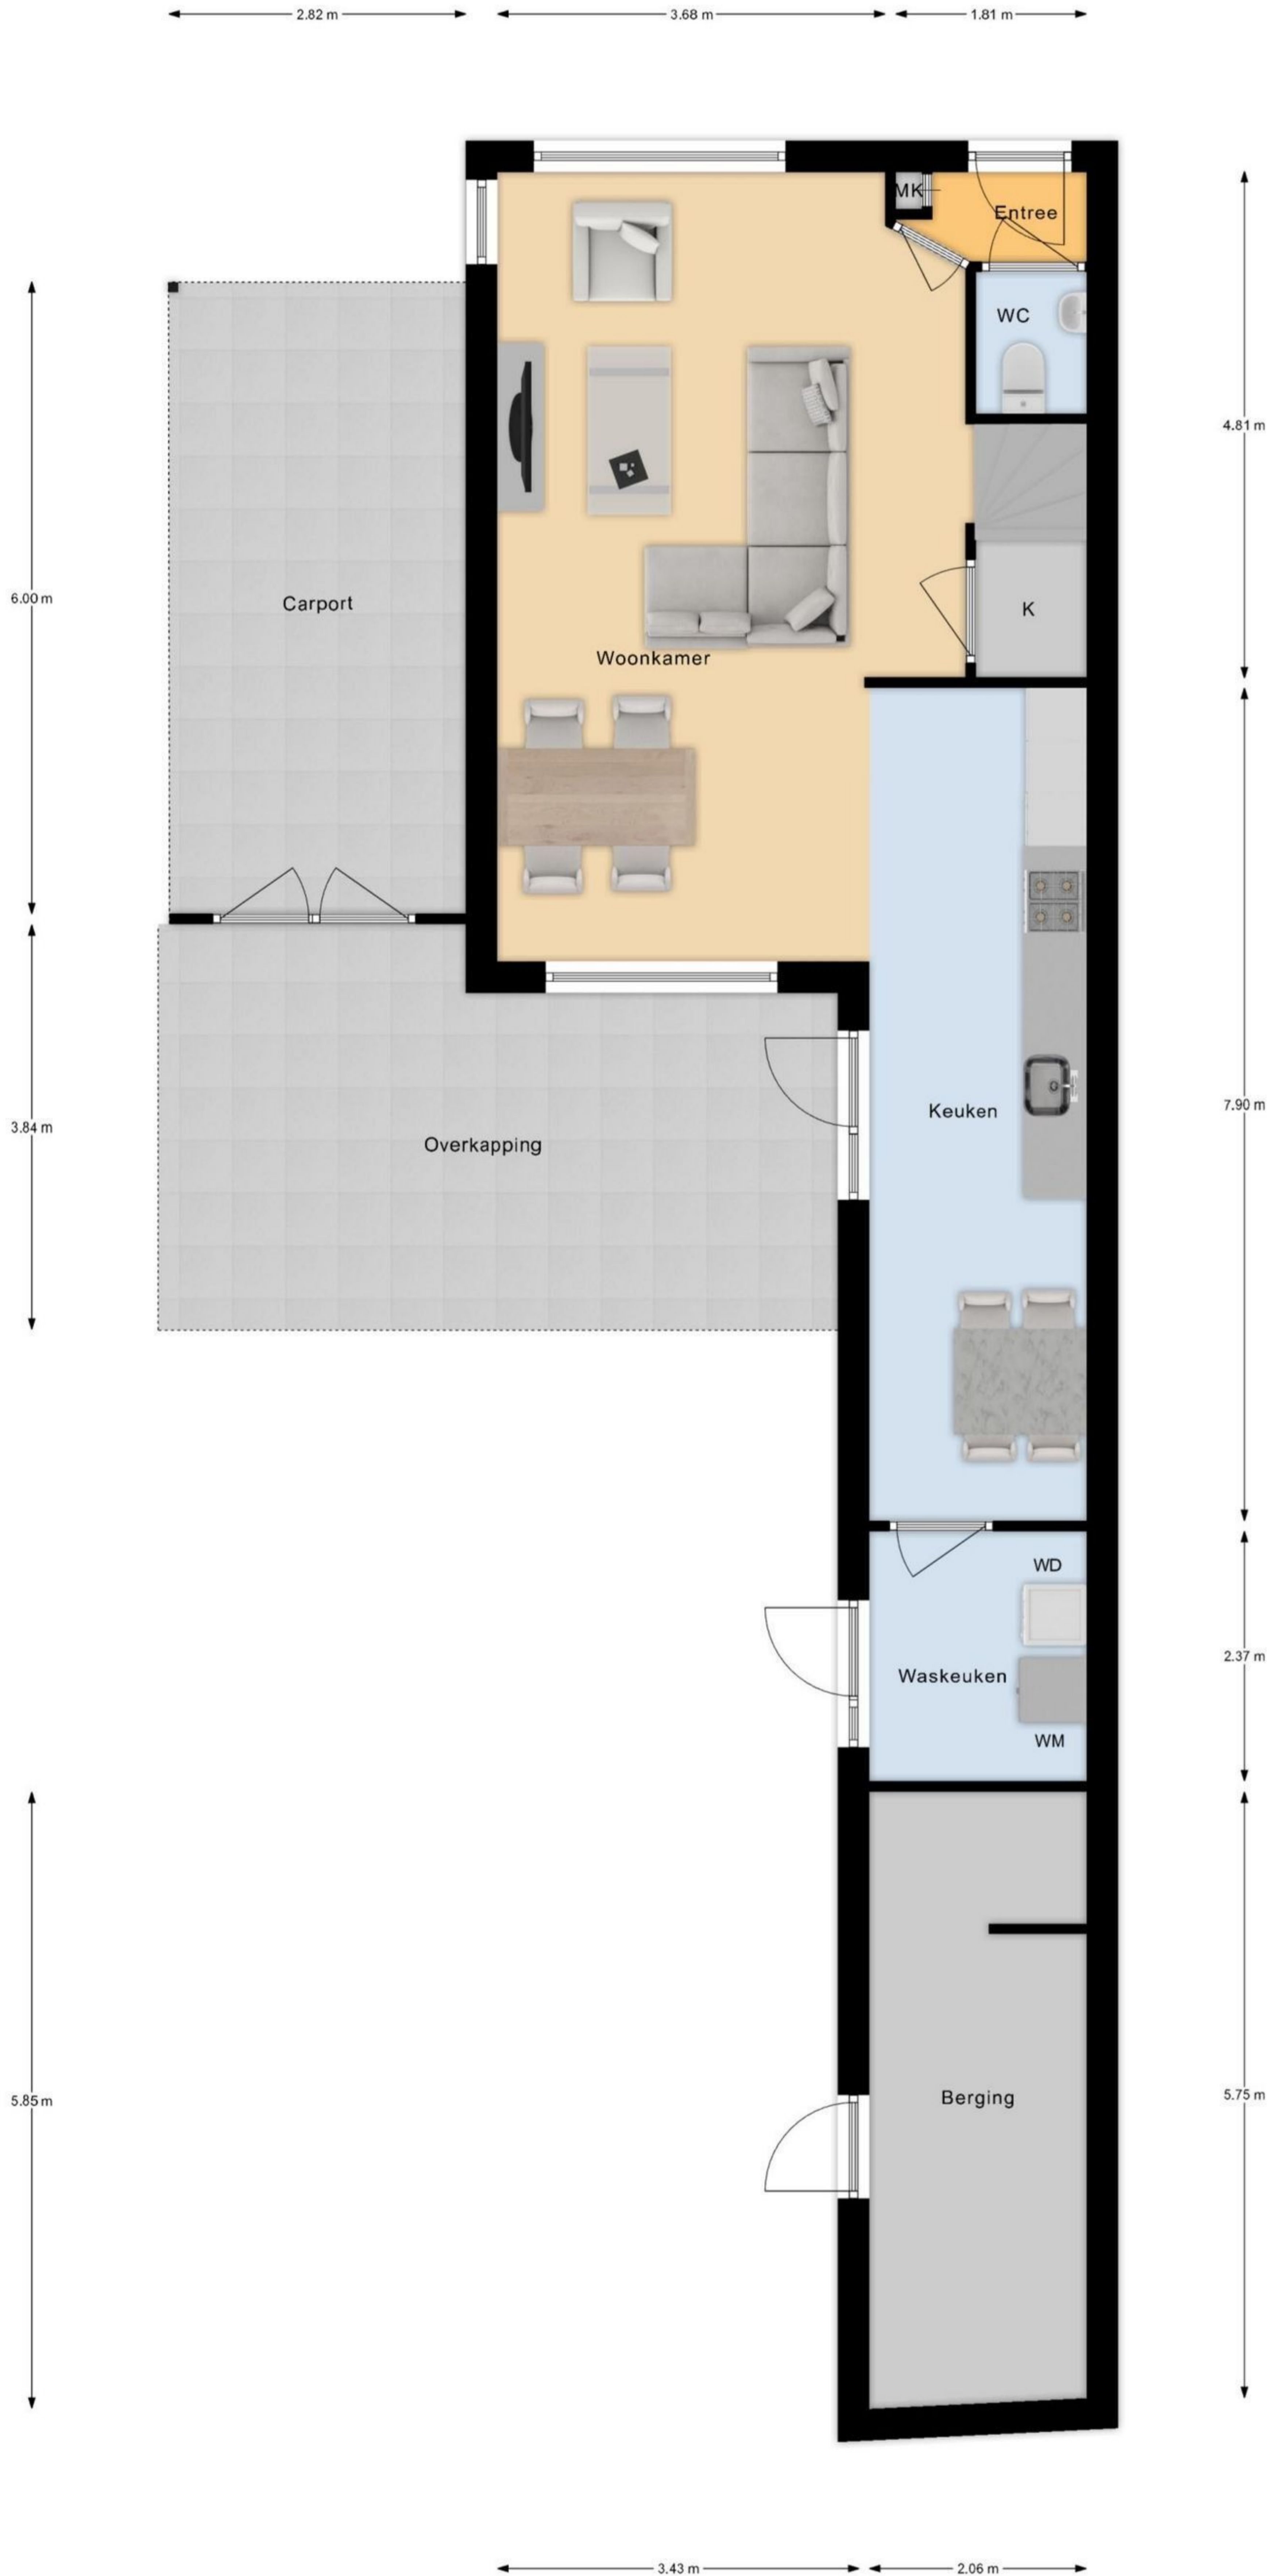 2.82 m
3.68 m
1.81 m
MK
Entree
WC
4.81 m
6.00 m
Carport
K
Woonkamer
7.90 m
Keuken
3.84 m
Overkapping
WD
2.37 m
Waskeuken
WM
5.85 m
5.75 m
Berging
3.43 m
2.06 m